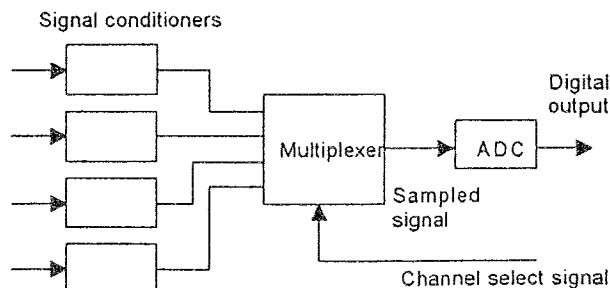 Signal conditioners
Digital
output
Multiplexer
ADC
Sampled
signal
Channel select signal